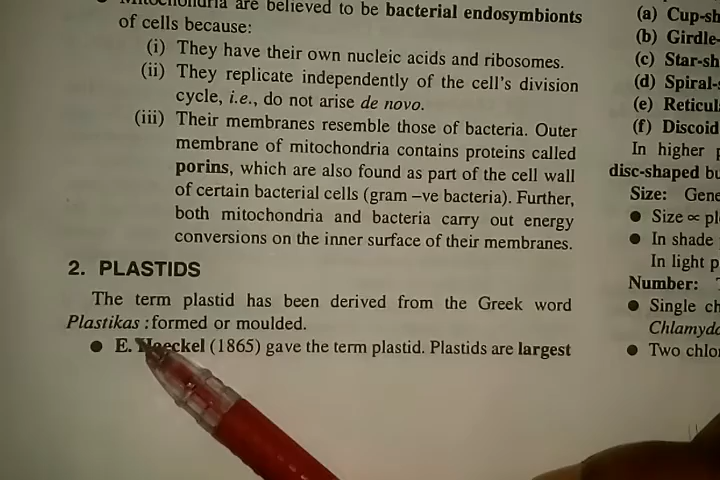 Mitochondria are believed to be bacterial endosymbionts
of cells because:
(i) They have their own nucleic acids and ribosomes.
(ii) They replicate independently of the cell's division
cycle, i.e., do not arise de novo.
(iii) Their membranes resemble those of bacteria. Outer
membrane of mitochondria contains proteins called
porins, which are also found as part of the cell wall
of certain bacterial cells (gram –ve bacteria). Further,
both mitochondria and bacteria carry out energy
conversions on the inner surface of their membranes.
2. PLASTIDS
The term plastid has been derived from the Greek word
Plastikas : formed or moulded.
● E. Haeckel (1865) gave the term plastid. Plastids are largest
(a) Cup-sh
(b) Girdle-
(c) Star-sh
(d) Spiral-s
(e) Reticul
(f) Discoid
In higher p
disc-shaped bu
Size: Gene
● Size ∝ pl
● In shade
In light p
Number:
● Single ch
Chlamydo
● Two chlo